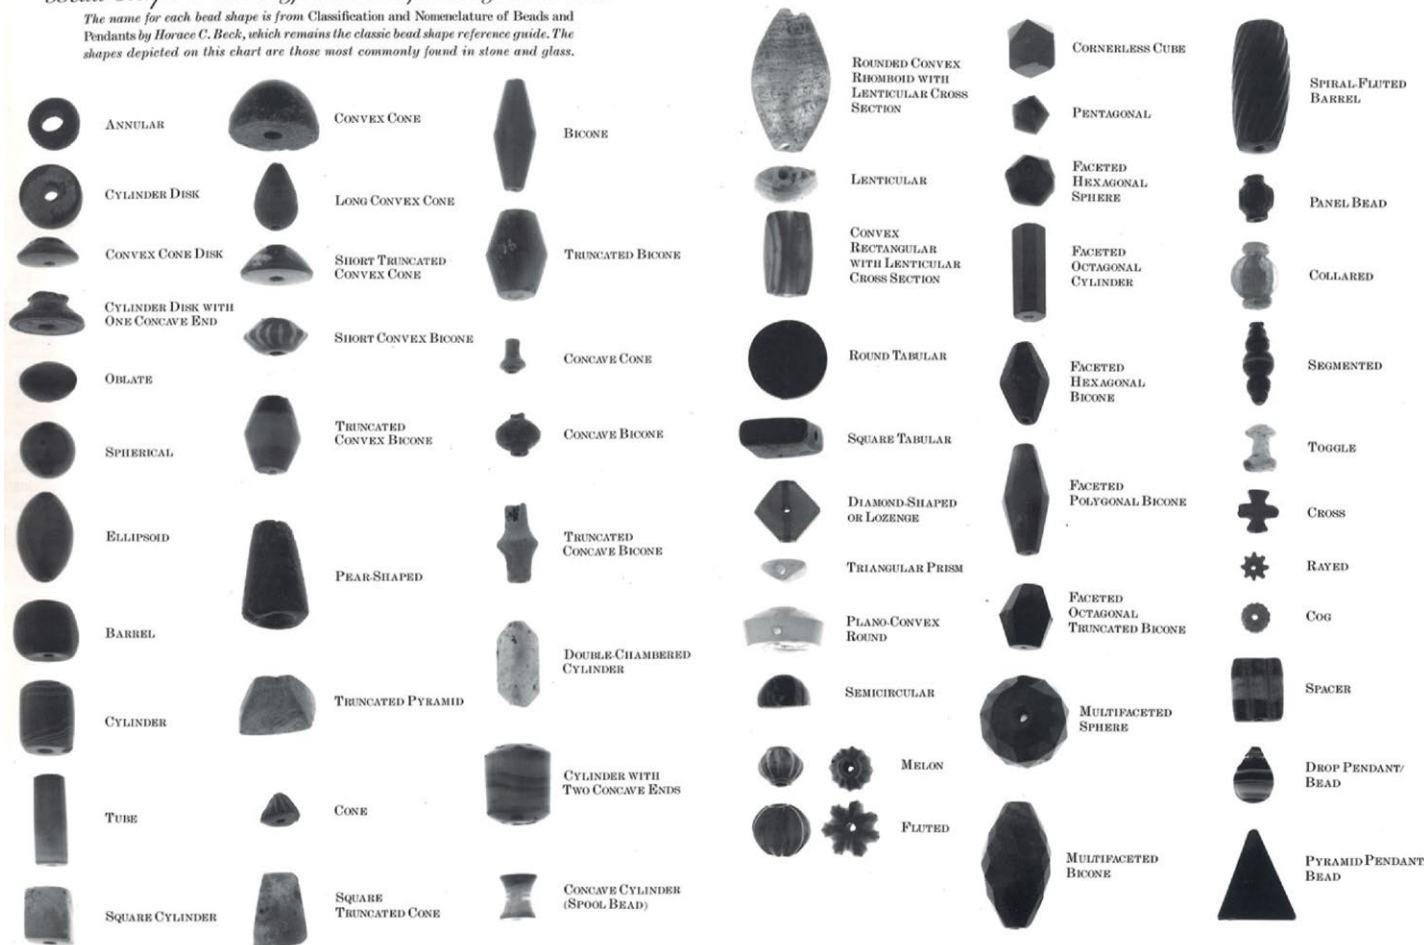 The name for each bead shape is from Classification and Nomenclature of Beads and
Pendants by Horace C. Beck, which remains the classic bead shape reference guide. The
shapes depicted on this chart are those most commonly found in stone and glass.
ANNULAR
CYLINDER DISK
CONVEX CONE DISK
CYLINDER DISK WITH
ONE CONCAVE END
OBLATE
SPHERICAL
ELLIPSOID
BARREL
CYLINDER
TUBE
SQUARE CYLINDER
CONVEX CONE
LONG CONVEX CONE
SHORT TRUNCATED
CONVEX CONE
SHORT CONVEX BICONE
TRUNCATED
CONVEX BICONE
PEAR-SHAPED
TRUNCATED PYRAMID
CONE
SQUARE
TRUNCATED CONE
BICONE
TRUNCATED BICONE
CONCAVE CONE
CONCAVE BICONE
TRUNCATED
CONCAVE BICONE
DOUBLE-CHAMBERED
CYLINDER
CYLINDER WITH
TWO CONCAVE ENDS
CONCAVE CYLINDER
(SPOOL BEAD)
ROUNDED CONVEX
RHOMBOID WITH
LENTICULAR CROSS
SECTION
LENTICULAR
CONVEX
RECTANGULAR
WITH LENTICULAR
CROSS SECTION
ROUND TABULAR
SQUARE TABULAR
DIAMOND-SHAPED
OR LOZENGE
TRIANGULAR PRISM
PLANO-CONVEX
ROUND
SEMICIRCULAR
MELON
FLUTED
CORNERLESS CUBE
PENTAGONAL
FACETED
HEXAGONAL
SPHERE
FACETED
OCTAGONAL
CYLINDER
FACETED
HEXAGONAL
BICONE
FACETED
POLYGONAL BICONE
FACETED
OCTAGONAL
TRUNCATED BICONE
MULTIFACETED
SPHERE
MULTIFACETED
BICONE
SPIRAL-FLUTED
BARREL
PANEL BEAD
COLLARED
SEGMENTED
TOGGLE
CROSS
RAYED
COG
SPACER
DROP PENDANT/
BEAD
PYRAMID PENDANT
BEAD